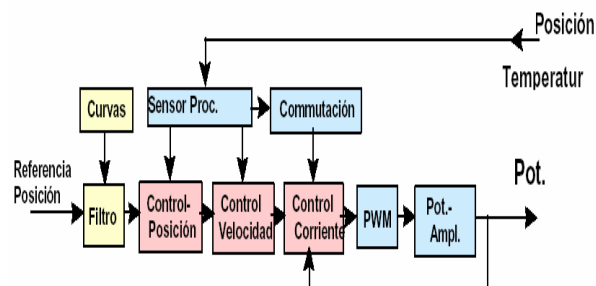 Posición
Temperatur
Curvas
Sensor Proc.
Commutación
Referencia
Posición
Pot.
Filtro
Control-
Posición
Control
Velocidad
Control
Corriente
PWM
Pot.-
Ampl.